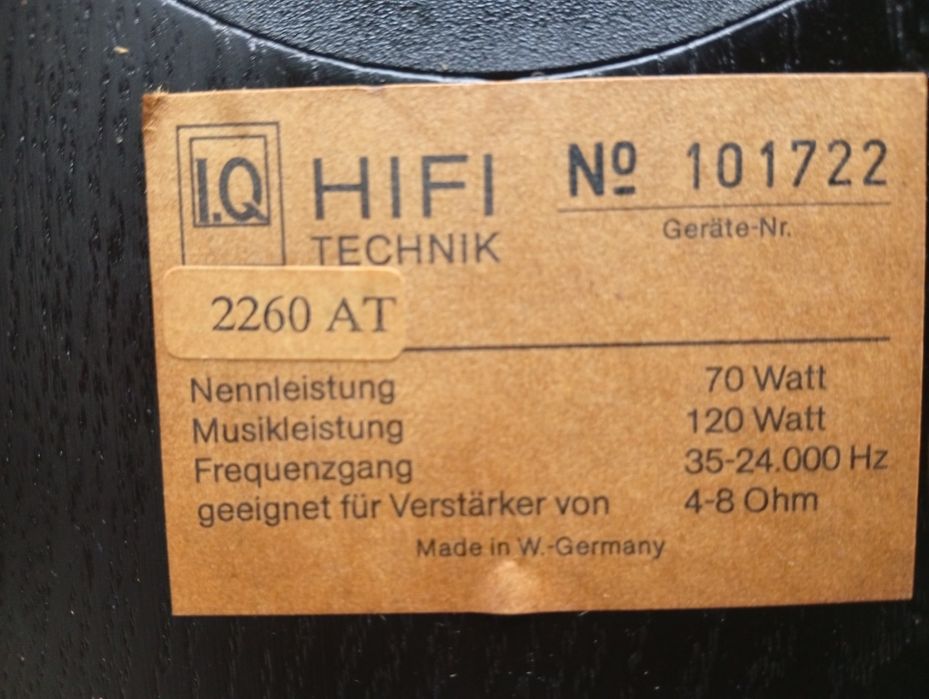 I.Q HIFI Nº 101722
TECHNIK Geräte-Nr.
2260 AT
Nennleistung 70 Watt
Musikleistung 120 Watt
Frequenzgang 35-24.000 Hz
geeignet für Verstärker von 4-8 Ohm
Made in W.-Germany